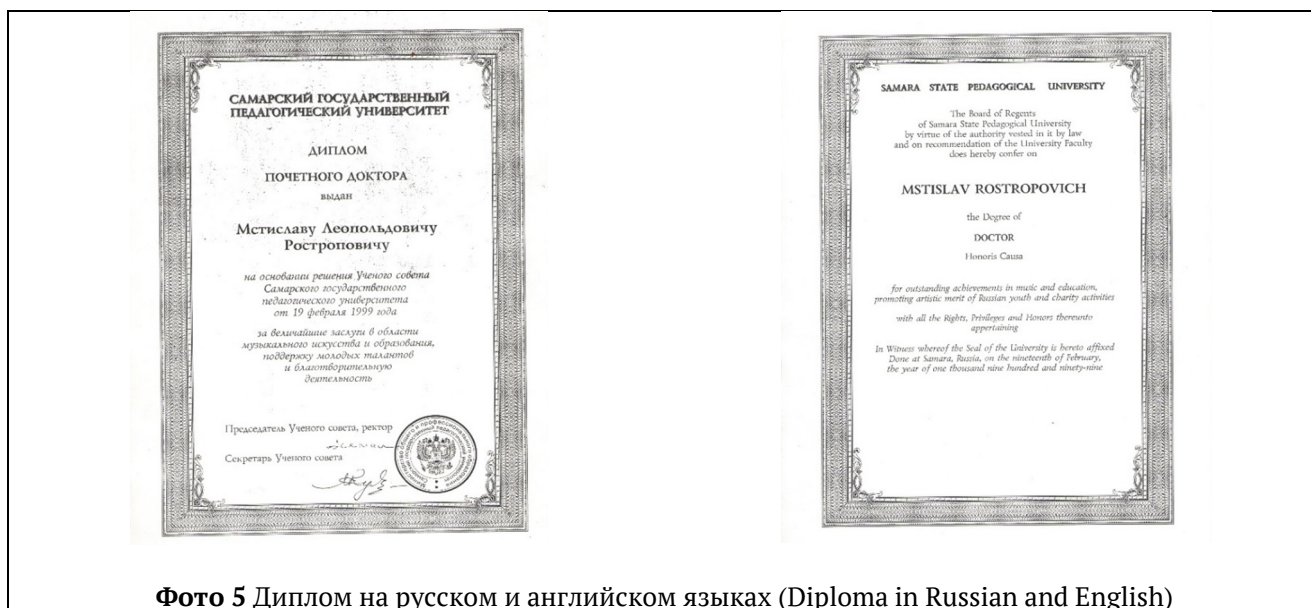 САМАРСКИЙ ГОСУДАРСТВЕННЫЙ
ПЕДАГОГИЧЕСКИЙ УНИВЕРСИТЕТ
ДИПЛОМ
ПОЧЕТНОГО ДОКТОРА
выдан
Мстиславу Леопольдовичу
Ростроповичу
на основании решения Ученого совета
Самарского государственного
педагогического университета
от 19 февраля 1999 года
за величайшие заслуги в области
музыкального искусства и образования,
поддержку молодых талантов
и благотворительную
деятельность
Председатель Ученого совета, ректор
Секретарь Ученого совета
SAMARA STATE PEDAGOGICAL UNIVERSITY
The Board of Regents
of Samara State Pedagogical University
by virtue of the authority vested in it by law
and on recommendation of the University Faculty
does hereby confer on
MSTISLAV ROSTROPOVICH
the Degree of
DOCTOR
Honoris Causa
for outstanding achievements in music and education,
promoting artistic merit of Russian youth and charity activities
with all the Rights, Privileges and Honors thereunto
appertaining
In Witness whereof the Seal of the University is hereto affixed
Done at Samara, Russia, on the nineteenth of February,
the year of one thousand nine hundred and ninety-nine
Фото 5 Диплом на русском и английском языках (Diploma in Russian and English)